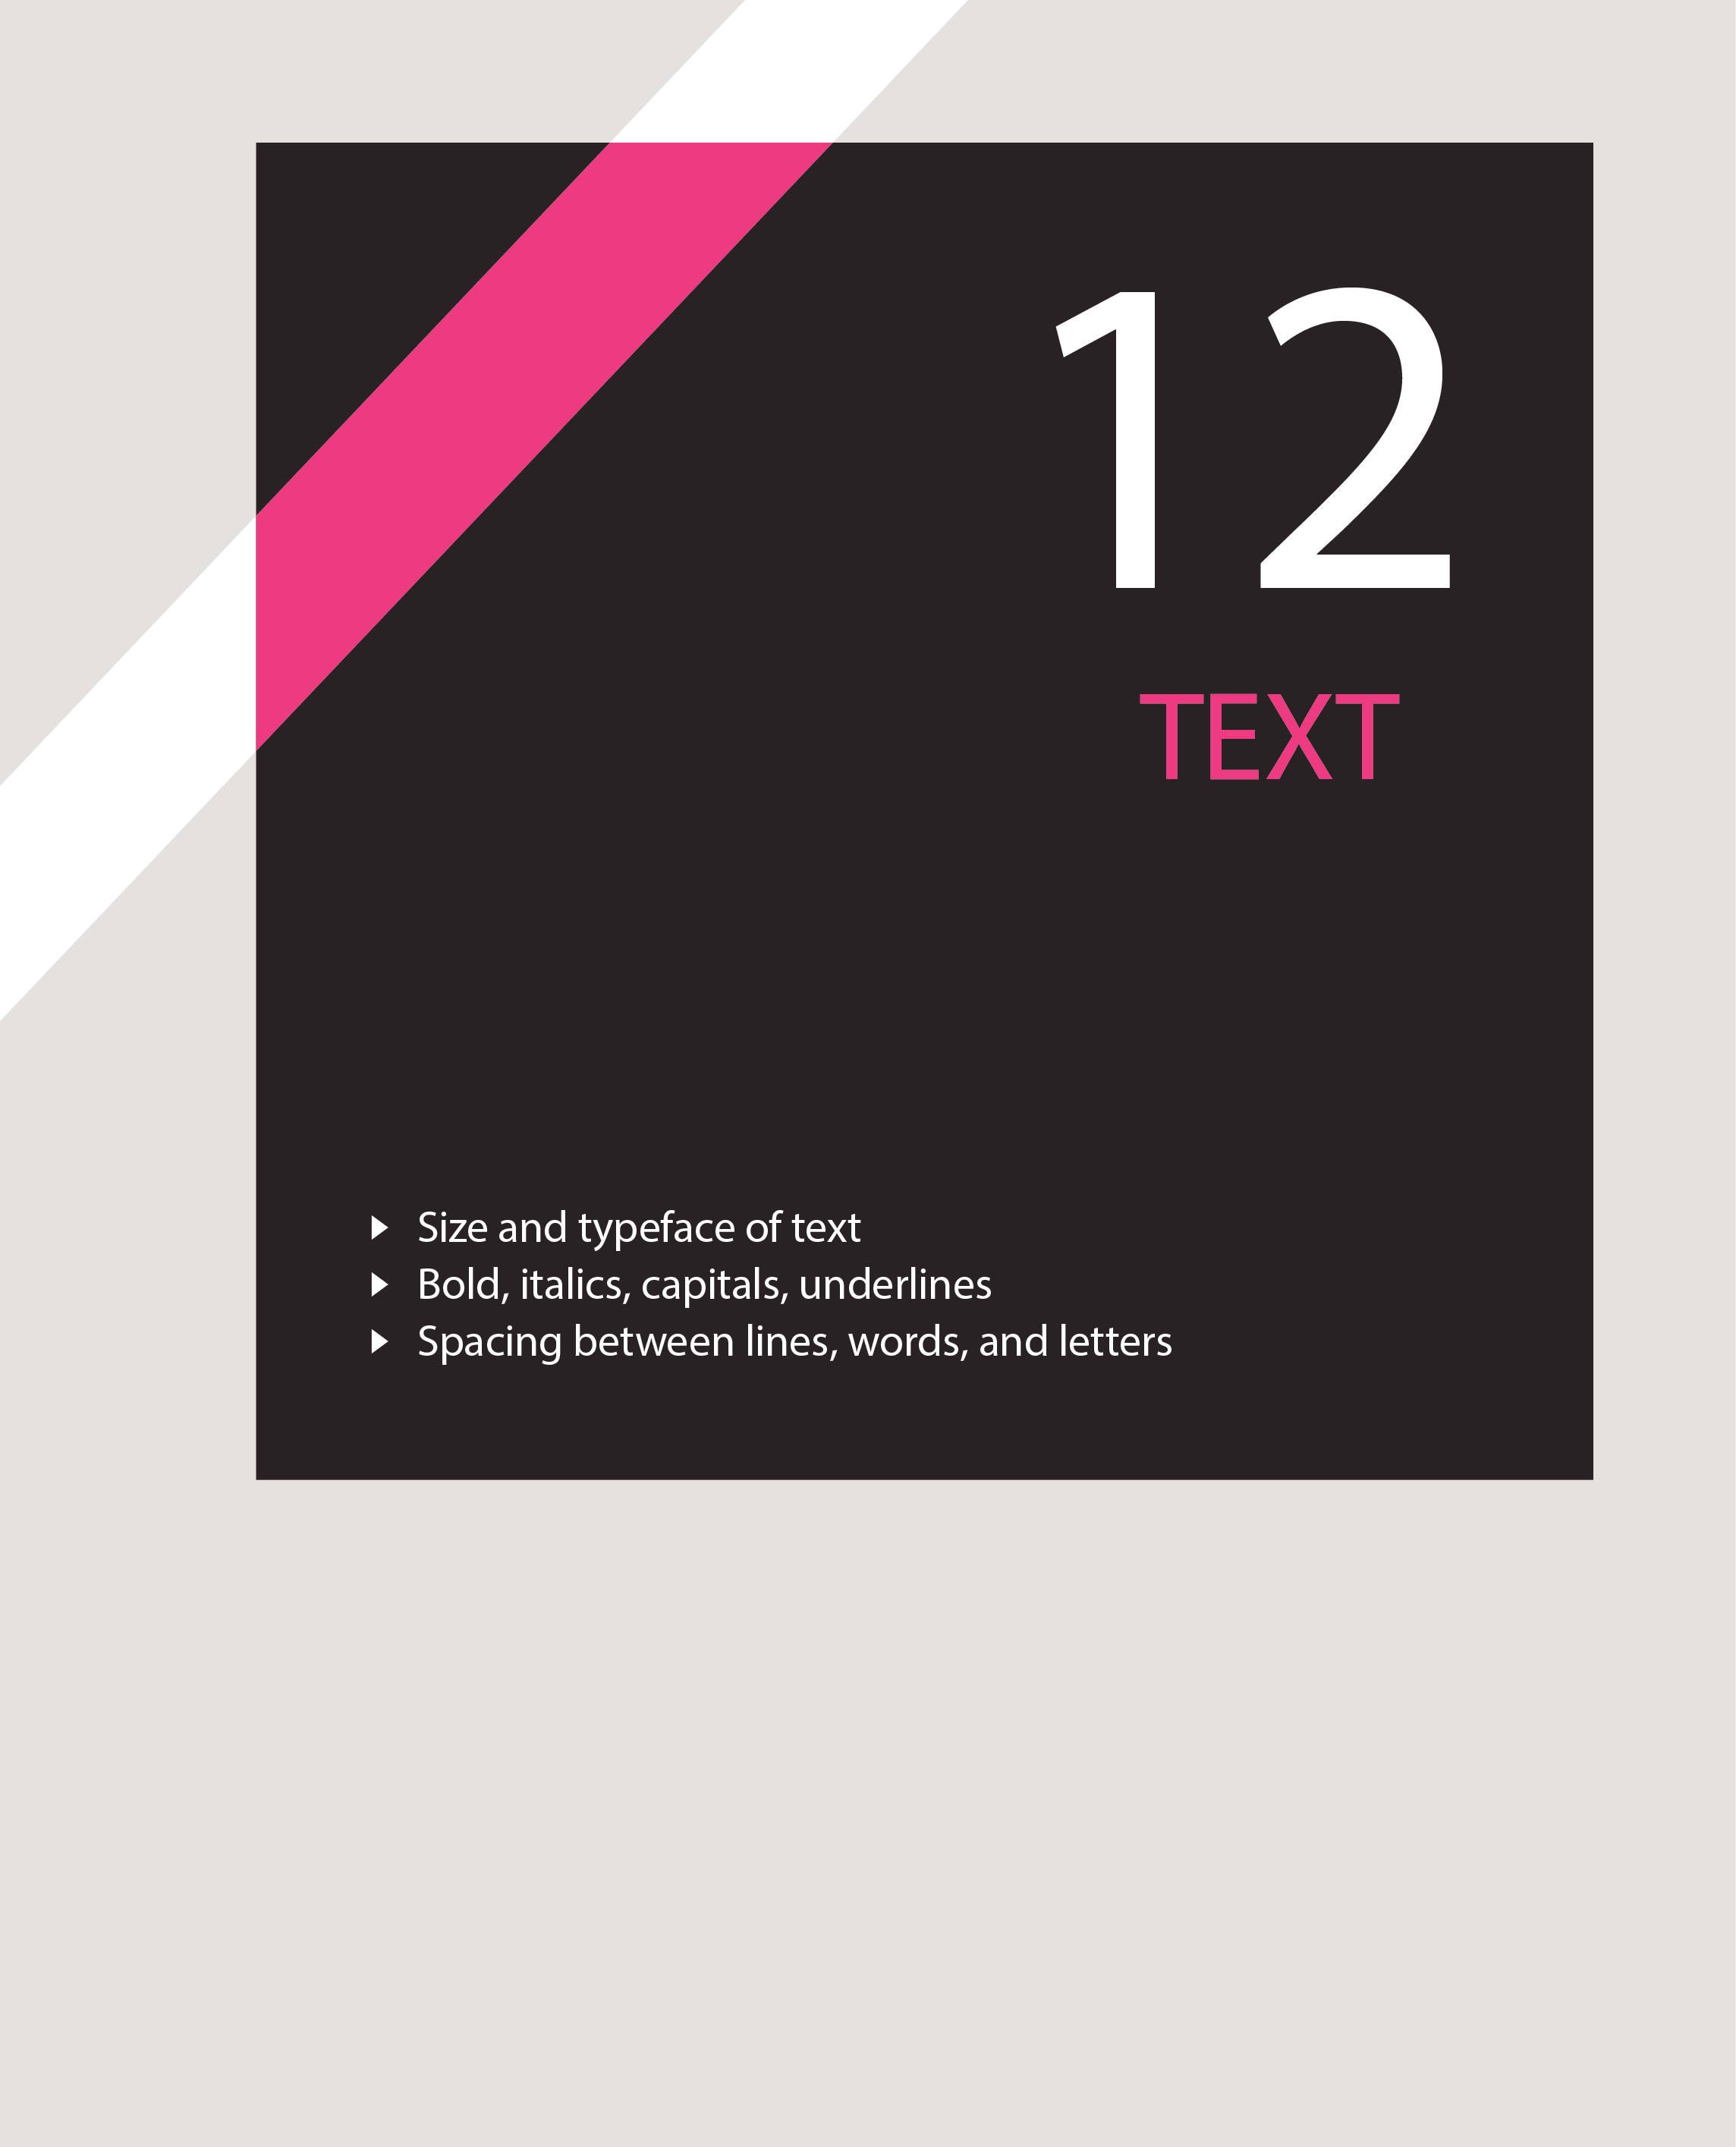 12
TEXT
Size and typeface of text
Bold, italics, capitals, underlines
Spacing between lines, words, and letters